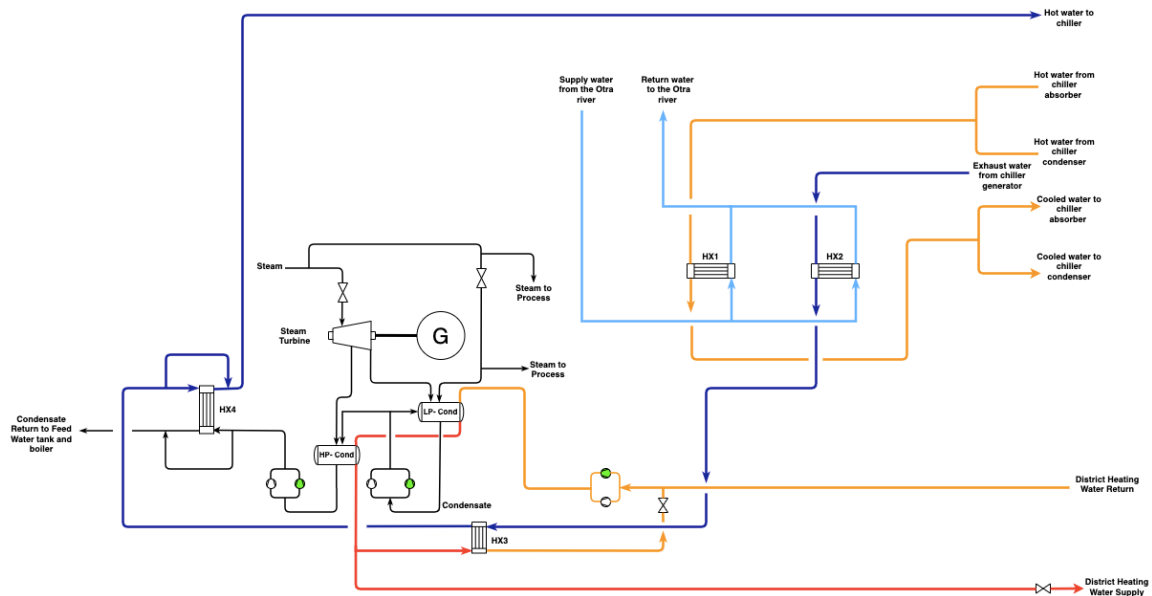 Hot water to
chiller
Supply water
from the Otra
river
Return water
to the Otra
river
Hot water from
chiller
absorber
Hot water from
chiller
condenser
Exhaust water
from chiller
generator
Cooled water to
chiller
absorber
HX1
HX2
Cooled water to
chiller
condenser
Steam
Steam to
Process
Steam
Turbine
G
Steam to
Process
HX4
LP- Cond
Condensate
Return to Feed
Water tank and
boiler
HP- Cond
District Heating
Water Return
Condensate
HX3
District Heating
Water Supply